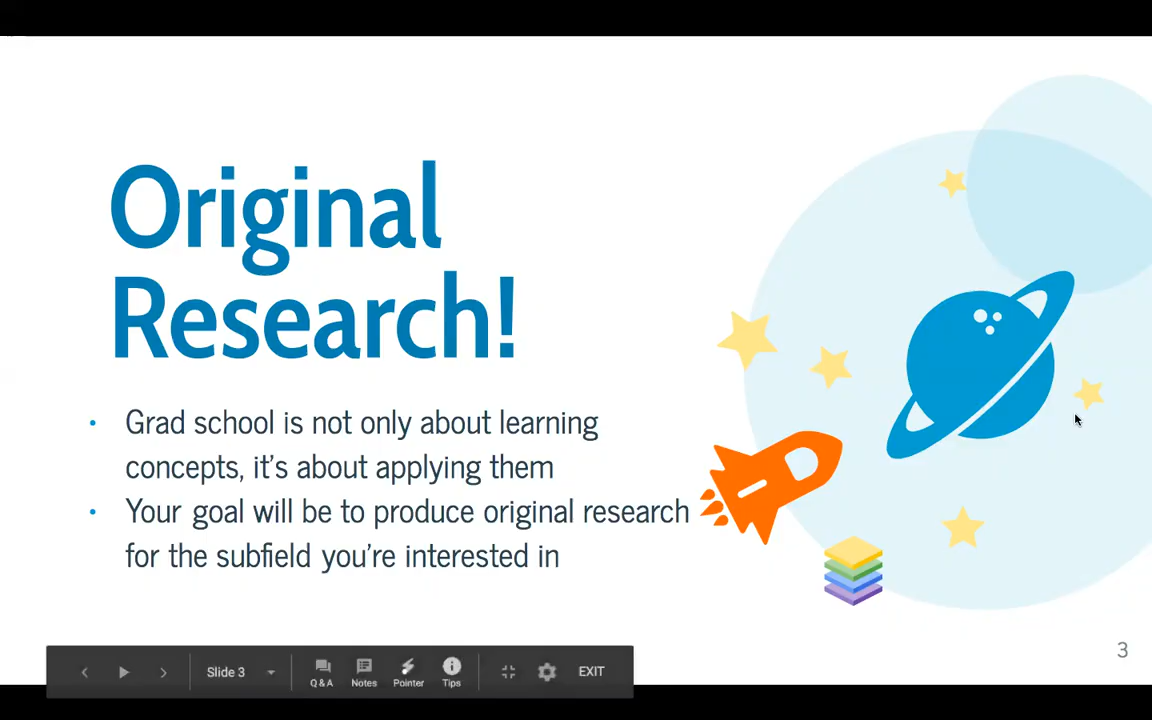 Original
Research!
• Grad school is not only about learning
concepts, it's about applying them
• Your goal will be to produce original research
for the subfield you're interested in
3
Slide 3
Q & A
Notes
Pointer
Tips
EXIT